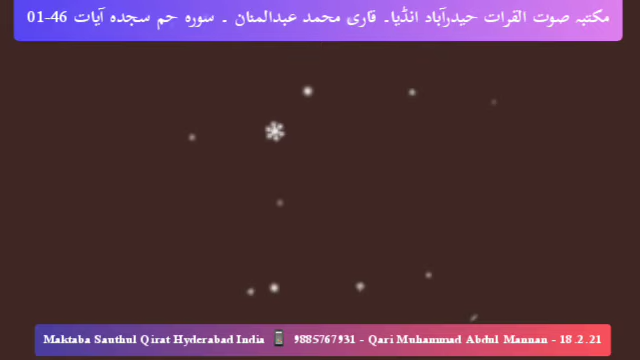 مکتبہ صوت القرات حیدرآباد انڈیا۔ قاری محمد عبدالمنان ۔ سورہ حم سجدہ آیات 46-01
Maktaba Sauthul Qirat Hyderabad India 📱 9885767931 - Qari Muhammad Abdul Mannan - 18.2.21